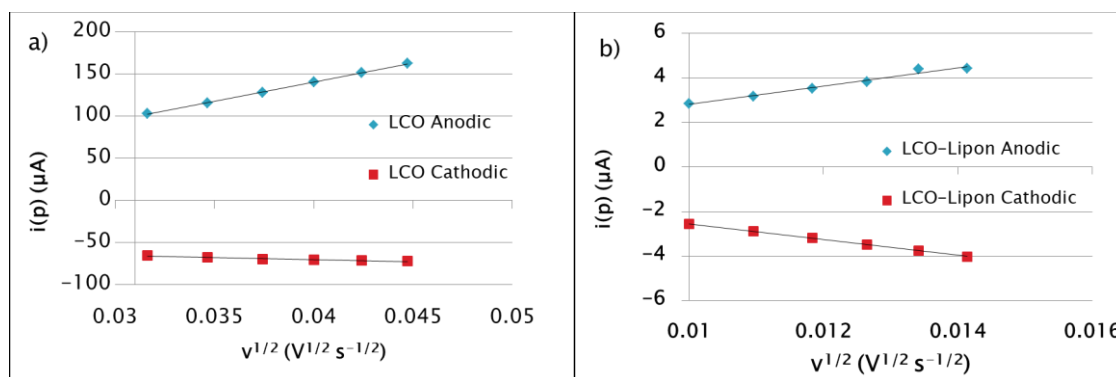 a)
200
150
100
50
0
−50
−100
i(p) (μA)
LCO Anodic
LCO Cathodic
0.03 0.035 0.04 0.045 0.05
v1/2 (V1/2 s−1/2)
b)
6
4
2
0
−2
−4
−6
i(p) (μA)
LCO-Lipon Anodic
LCO-Lipon Cathodic
0.01 0.012 0.014 0.016
v1/2 (V1/2 s−1/2)